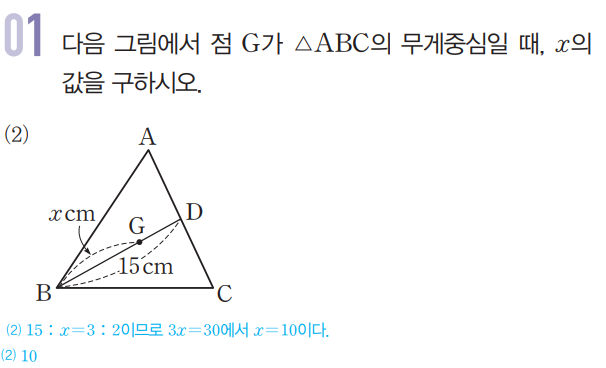 01 다음 그림에서 점 G가 △ABC의 무게중심일 때, x의
값을 구하시오.
(2)
A
x cm
G
D
15 cm
B
C
(2) 15 : x=3 : 2이므로 3x=30에서 x=10이다.
(2) 10